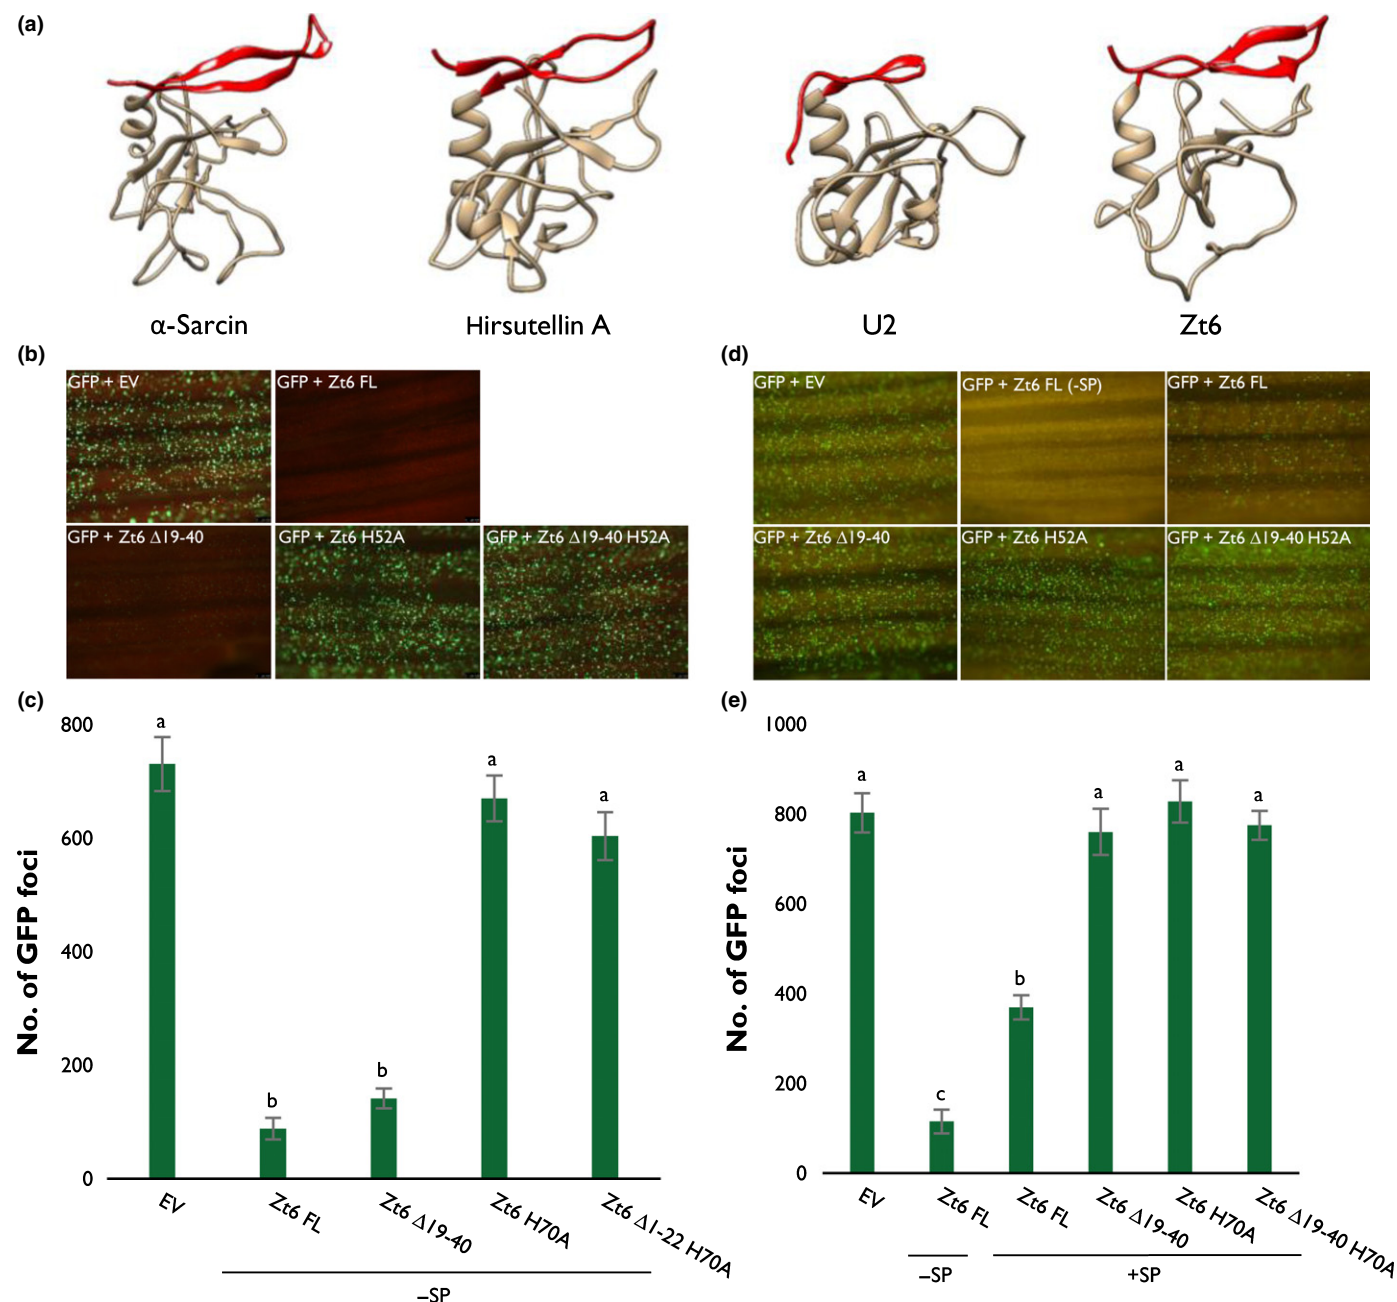 (a)
α-Sarcin
Hirsutellin A
U2
Zt6
(b)
GFP + EV
GFP + Zt6 FL
GFP + Zt6 Δ19-40
GFP + Zt6 H52A
GFP + Zt6 Δ19-40 H52A
(d)
GFP + EV
GFP + Zt6 FL (-SP)
GFP + Zt6 FL
GFP + Zt6 Δ19-40
GFP + Zt6 H52A
GFP + Zt6 Δ19-40 H52A
(c)
No. of GFP foci
800
600
400
200
0
a
b
b
a
a
EV
Zt6 FL
Zt6 Δ19-40
Zt6 H70A
Zt6 Δ1-22 H70A
–SP
(e)
No. of GFP foci
1000
800
600
400
200
0
a
c
b
a
a
a
EV
Zt6 FL
Zt6 FL
Zt6 Δ19-40
Zt6 H70A
Zt6 Δ19-40 H70A
–SP
+SP